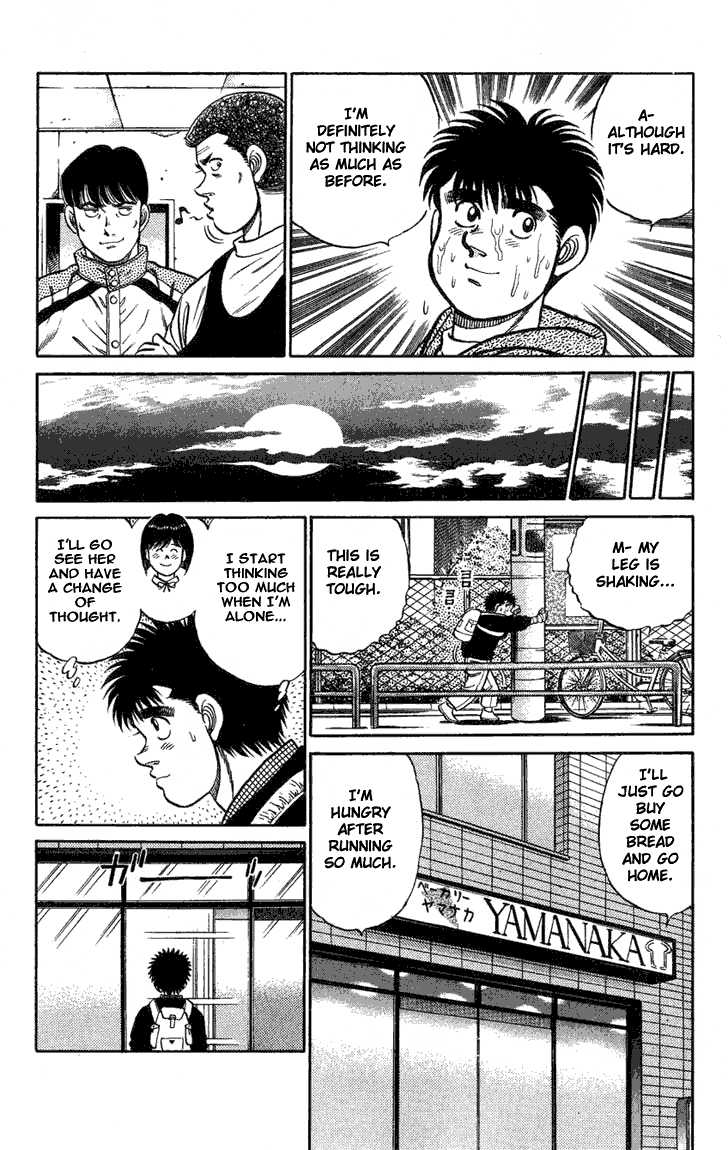 A-
ALTHOUGH
IT'S HARD.
I'M
DEFINITELY
NOT THINKING
AS MUCH AS
BEFORE.
M- MY
LEG IS
SHAKING...
THIS IS
REALLY
TOUGH.
I START
THINKING
TOO MUCH
WHEN I'M
ALONE...
I'LL GO
SEE HER
AND HAVE
A CHANGE
OF
THOUGHT.
I'LL
JUST GO
BUY
SOME
BREAD
AND GO
HOME.
I'M
HUNGRY
AFTER
RUNNING
SO MUCH.
ベーカリー
ヤマナカ
YAMANAKA
ガー